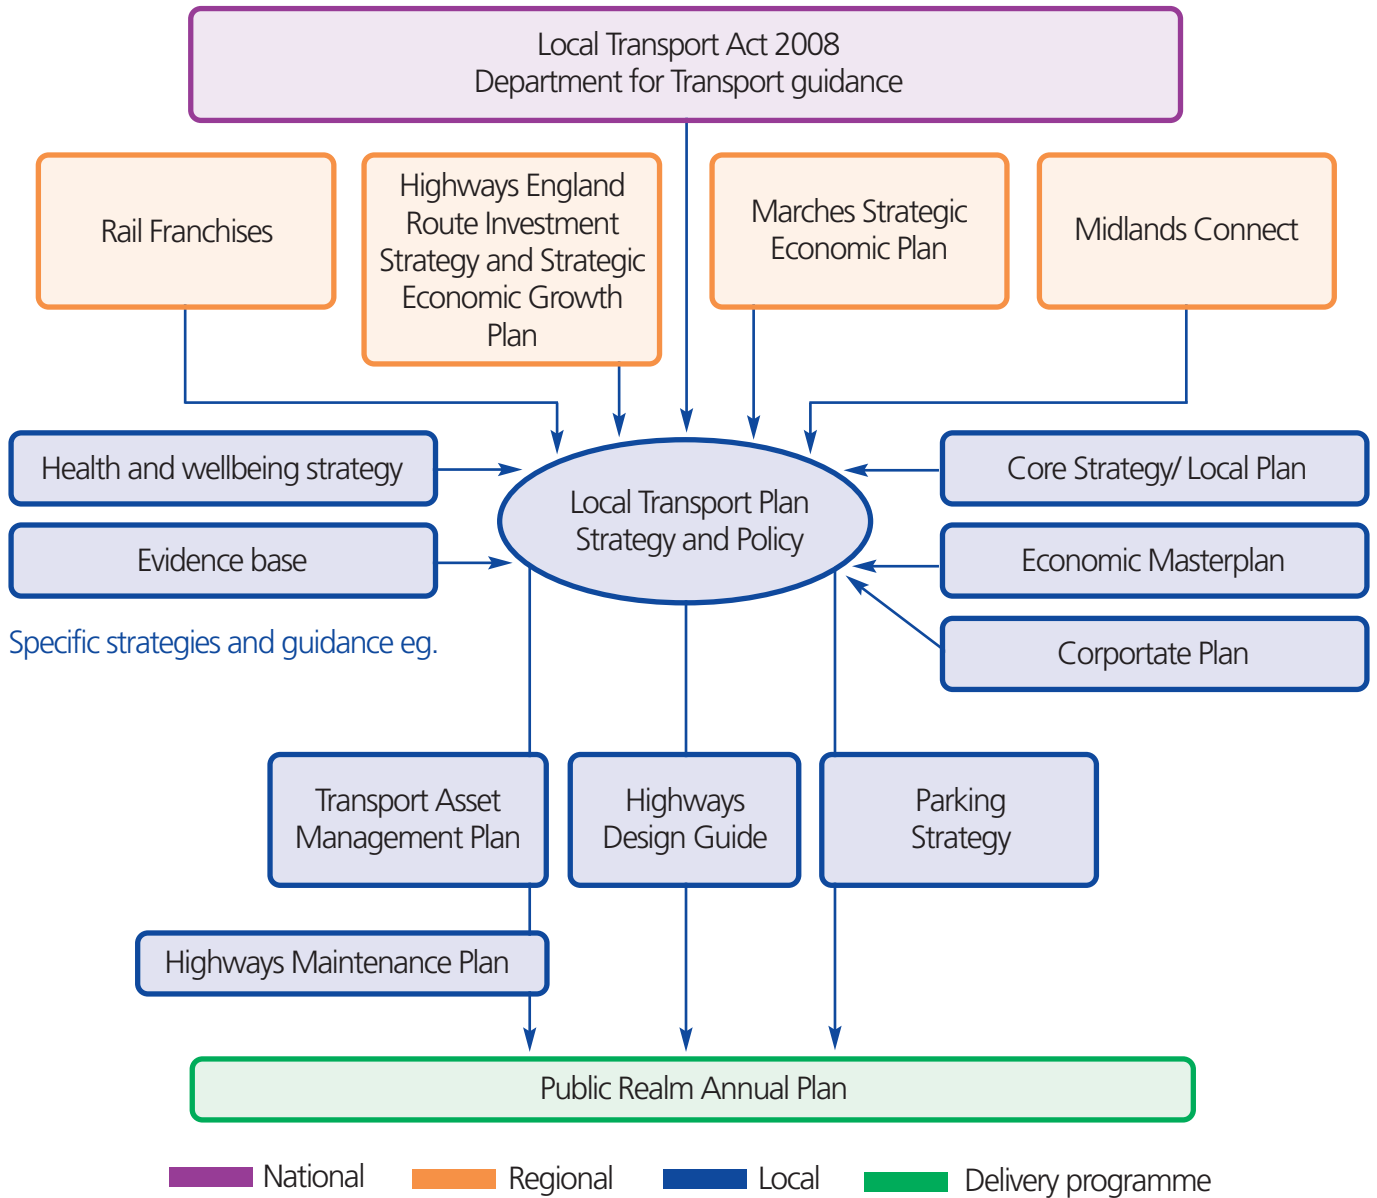 Local Transport Act 2008
Department for Transport guidance
Rail Franchises
Highways England
Route Investment
Strategy and Strategic
Economic Growth
Plan
Marches Strategic
Economic Plan
Midlands Connect
Health and wellbeing strategy
Evidence base
Local Transport Plan
Strategy and Policy
Core Strategy/ Local Plan
Economic Masterplan
Corportate Plan
Specific strategies and guidance eg.
Transport Asset
Management Plan
Highways
Design Guide
Parking
Strategy
Highways Maintenance Plan
Public Realm Annual Plan
National
Regional
Local
Delivery programme